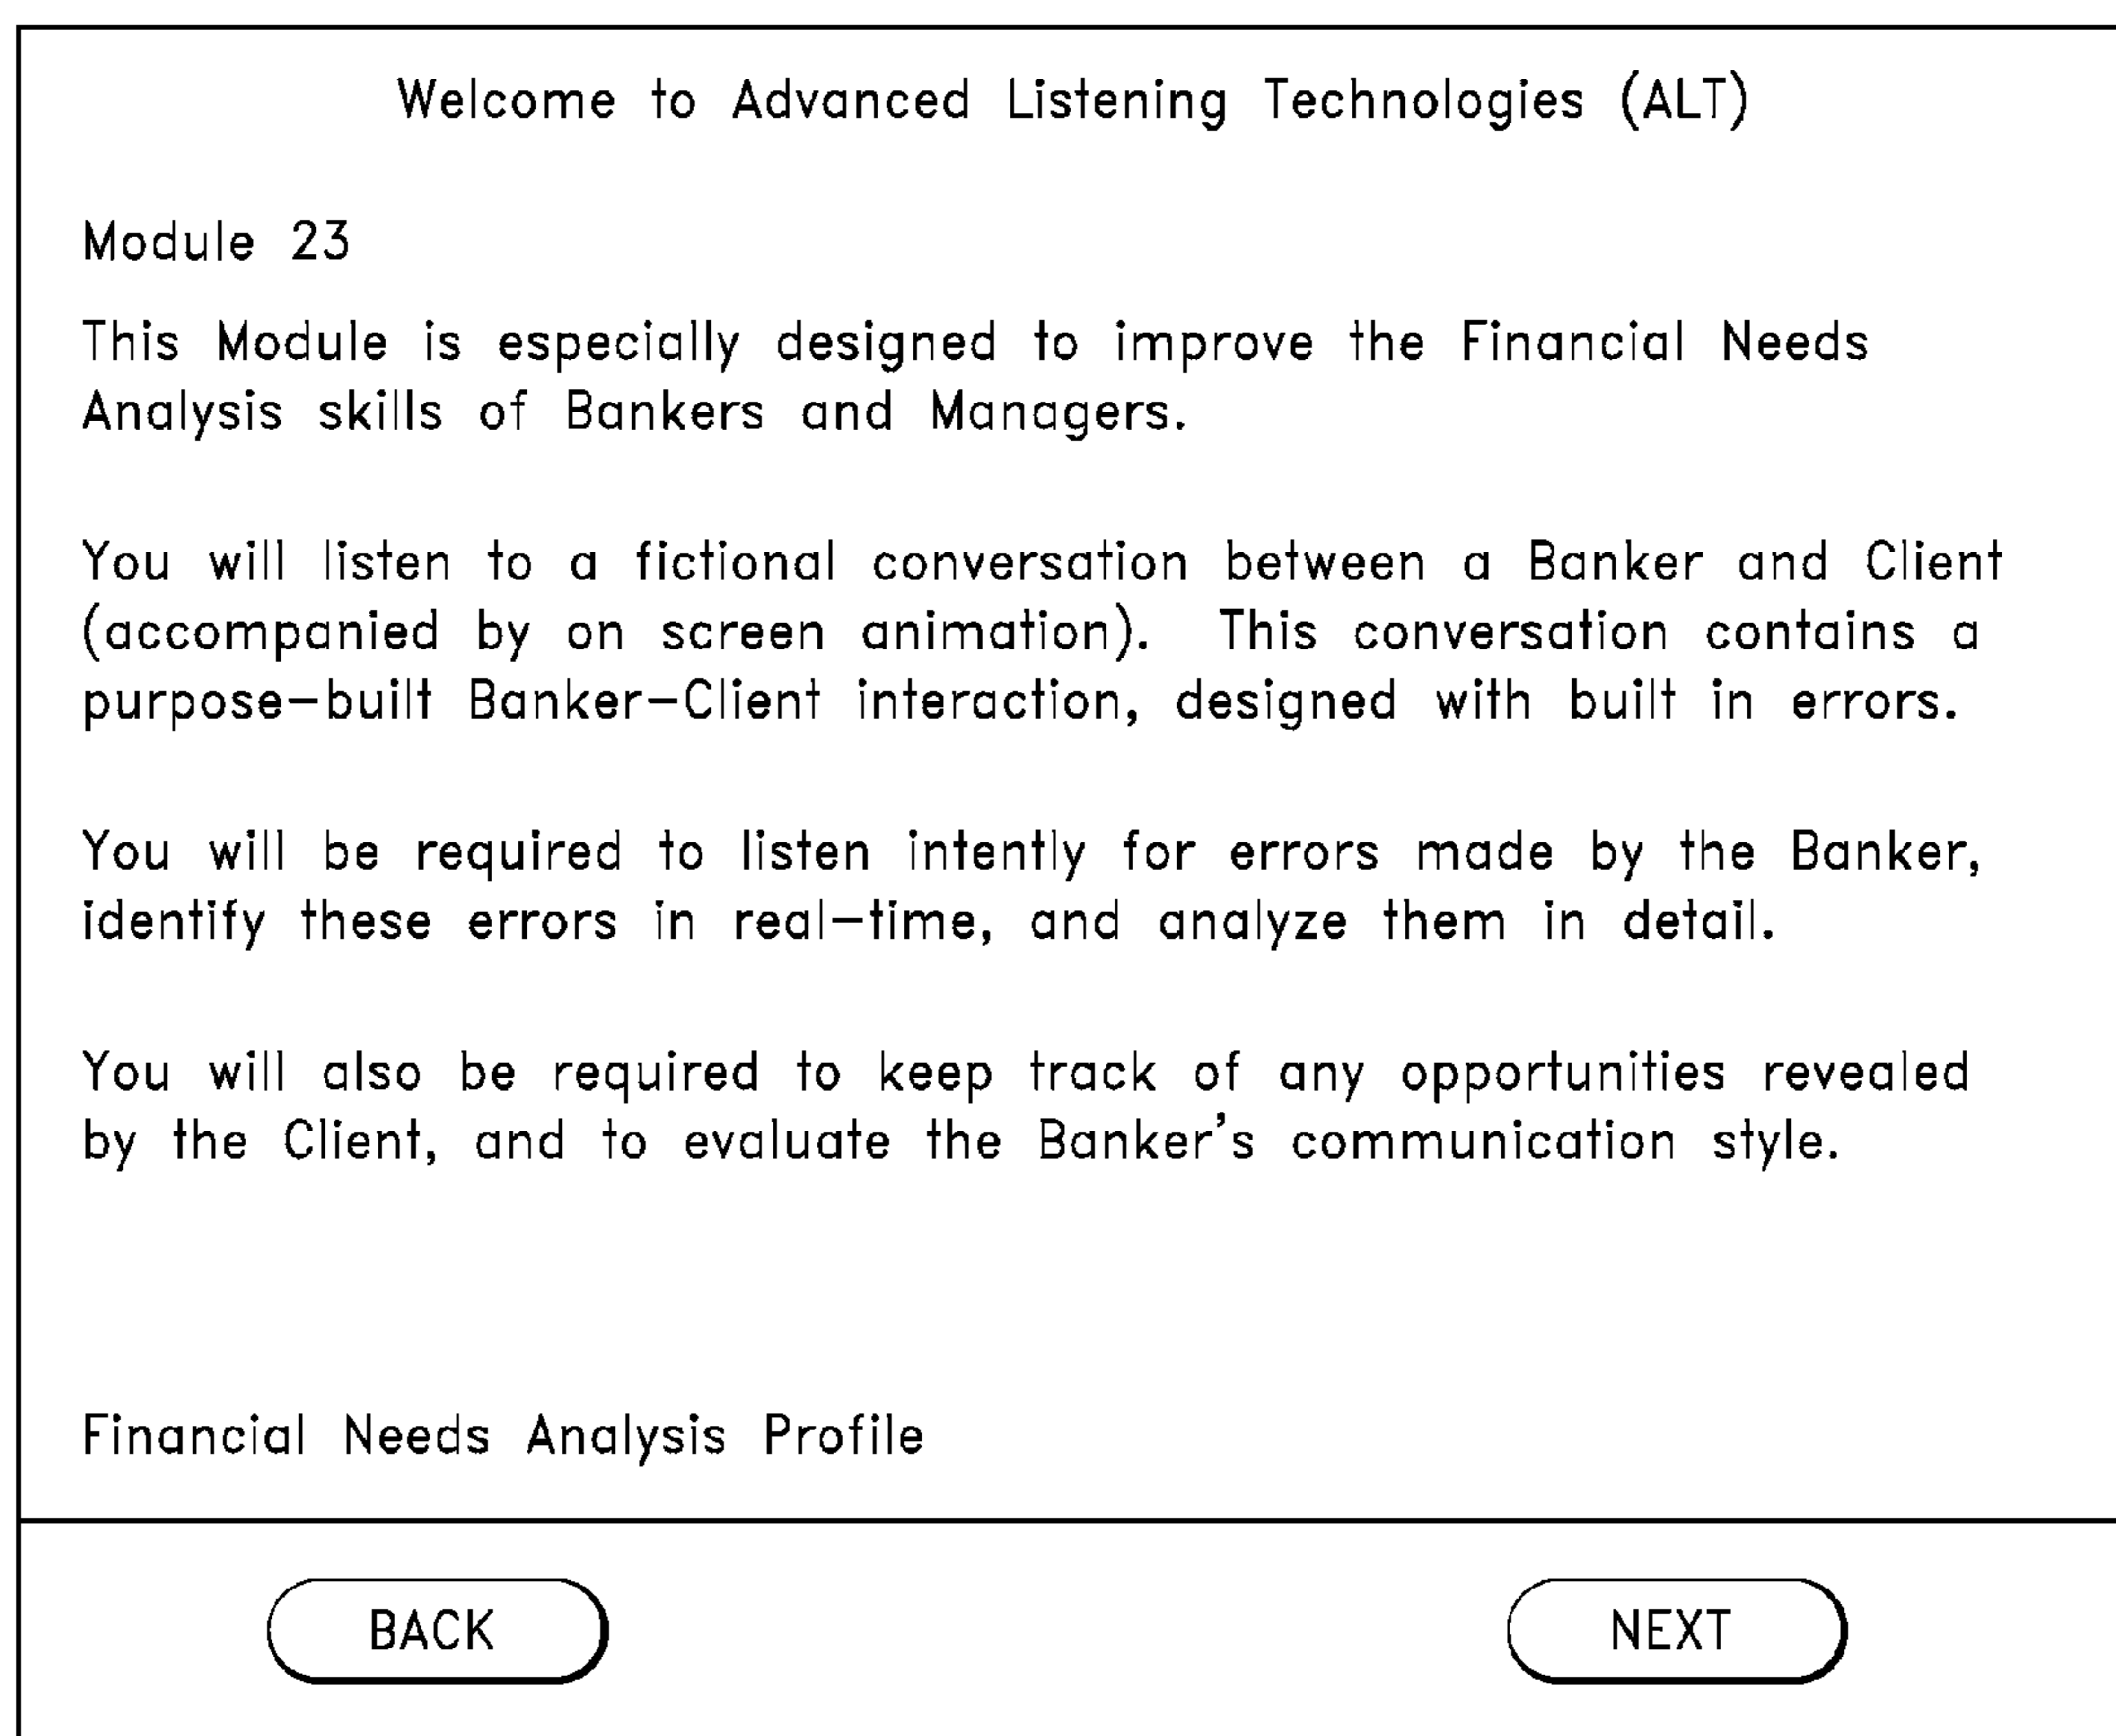 Welcome to Advanced Listening Technologies (ALT)
Module 23
This Module is especially designed to improve the Financial Needs
Analysis skills of Bankers and Managers.
You will listen to a fictional conversation between a Banker and Client
(accompanied by on screen animation). This conversation contains a
purpose-built Banker-Client interaction, designed with built in errors.
You will be required to listen intently for errors made by the Banker,
identify these errors in real-time, and analyze them in detail.
You will also be required to keep track of any opportunities revealed
by the Client, and to evaluate the Banker's communication style.
Financial Needs Analysis Profile
BACK
NEXT